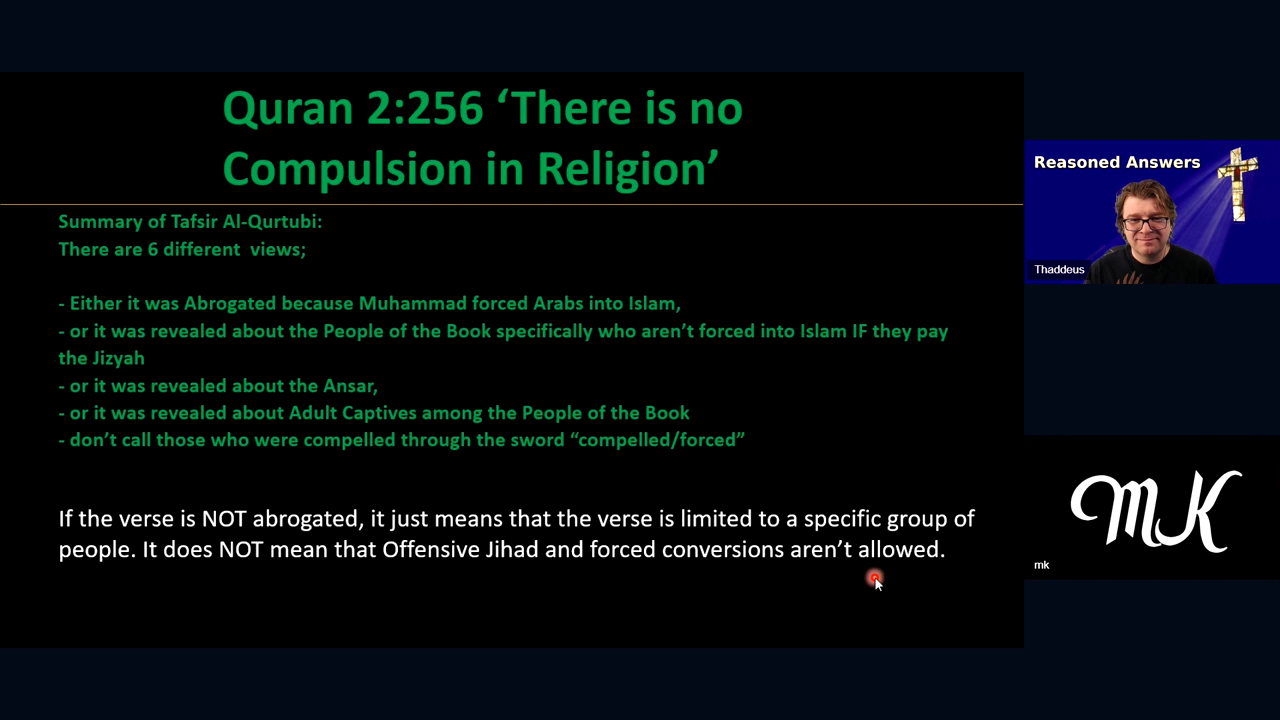 Quran 2:256 ‘There is no
Compulsion in Religion’
Summary of Tafsir Al-Qurtubi:
There are 6 different  views;
- Either it was Abrogated because Muhammad forced Arabs into Islam,
- or it was revealed about the People of the Book specifically who aren’t forced into Islam IF they pay
the Jizyah
- or it was revealed about the Ansar,
- or it was revealed about Adult Captives among the People of the Book
- don’t call those who were compelled through the sword “compelled/forced”
If the verse is NOT abrogated, it just means that the verse is limited to a specific group of
people. It does NOT mean that Offensive Jihad and forced conversions aren’t allowed.
Reasoned Answers
Thaddeus
MK
mk